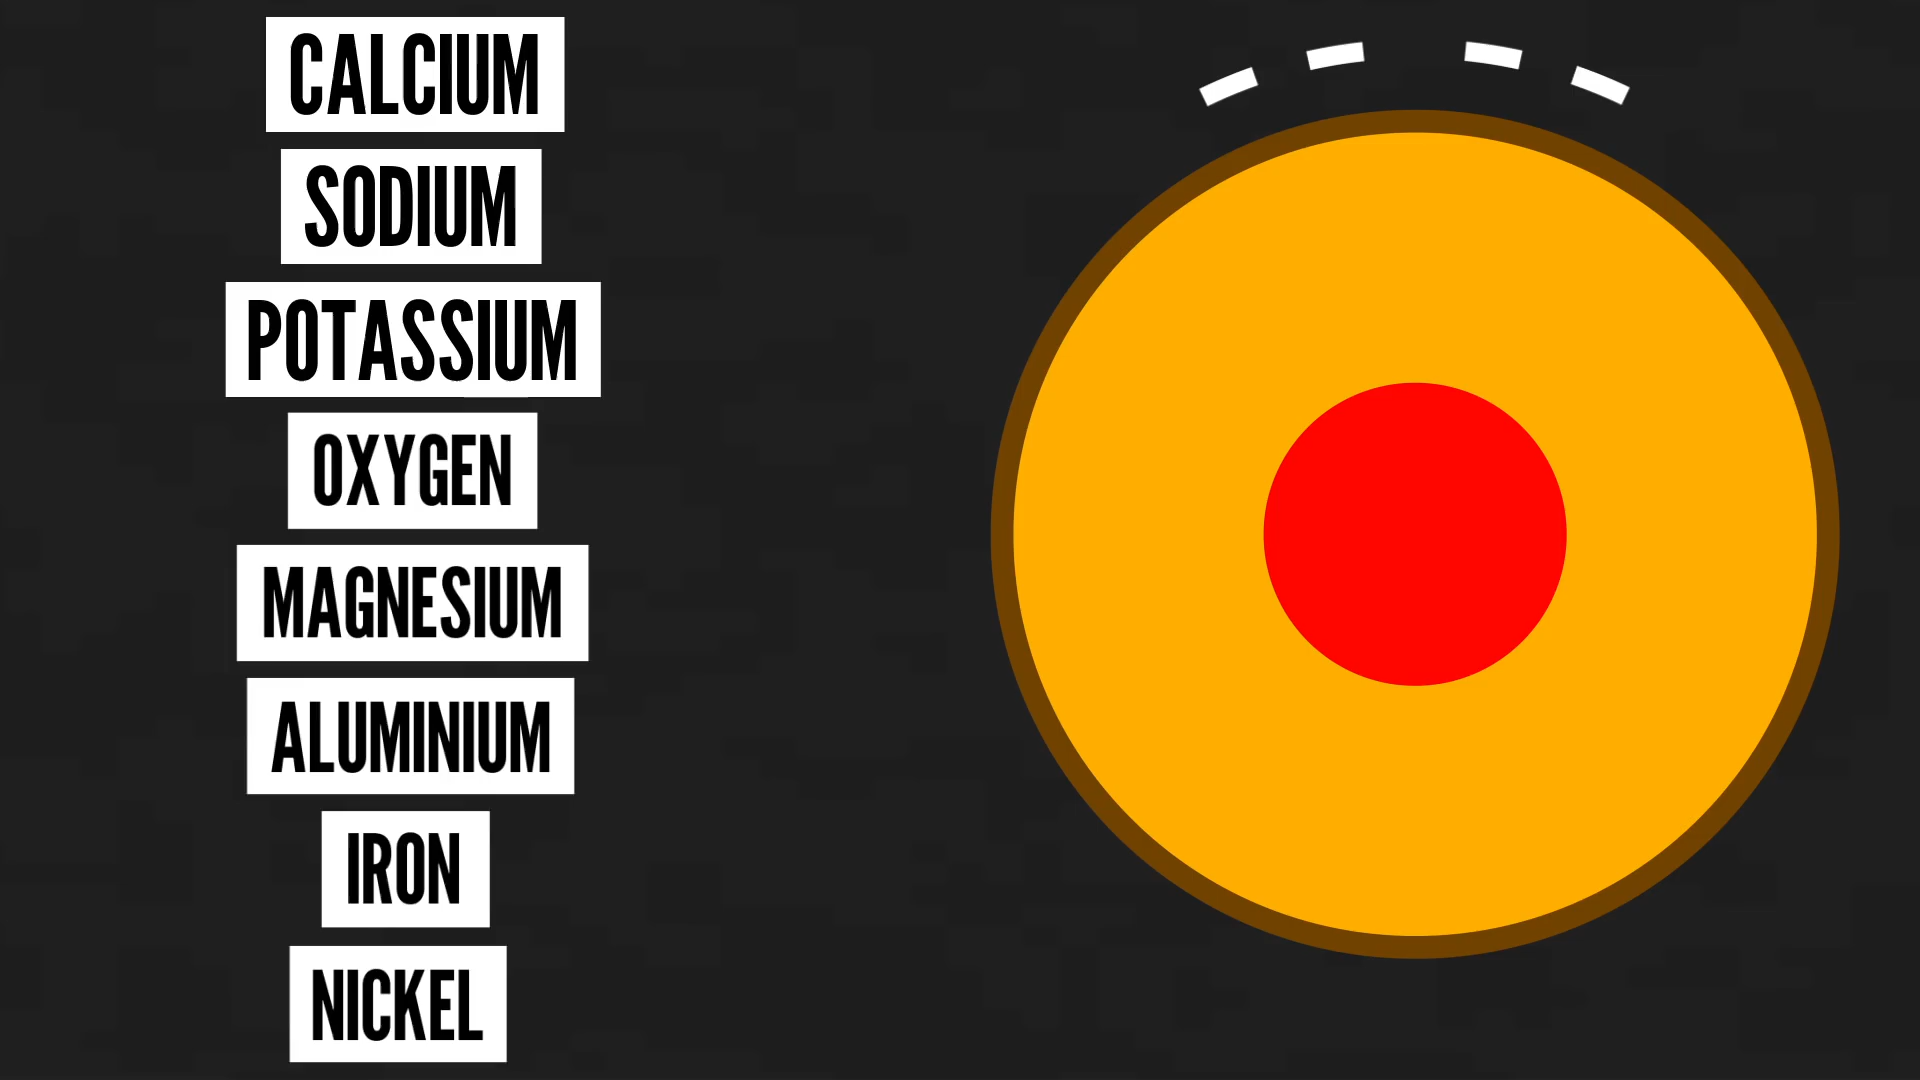 CALCIUM
SODIUM
POTASSIUM
OXYGEN
MAGNESIUM
ALUMINIUM
IRON
NICKEL